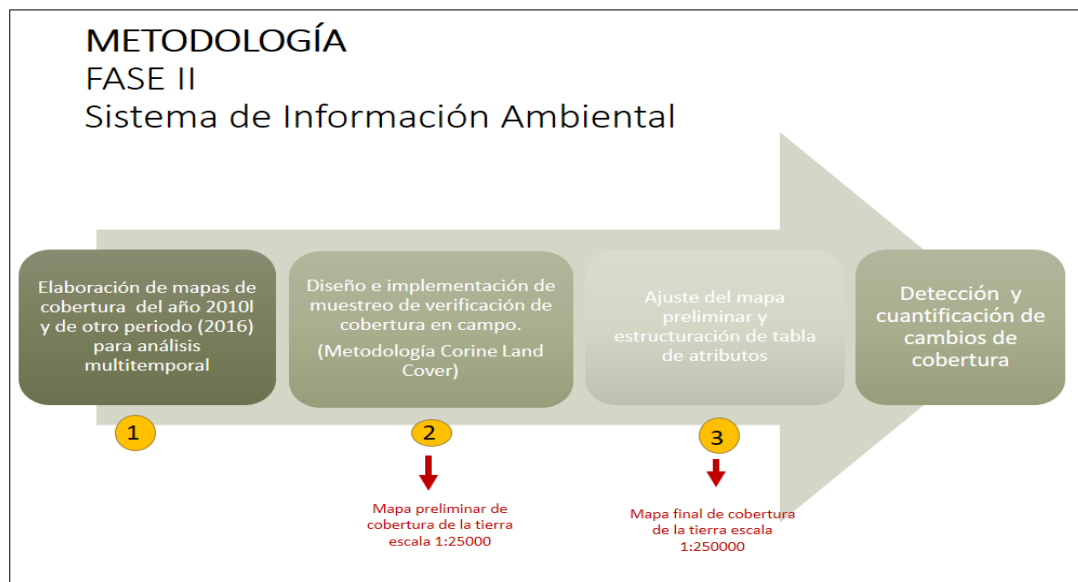 METODOLOGÍA
FASE II
Sistema de Información Ambiental
Elaboración de mapas de
cobertura del año 2010l
y de otro periodo (2016)
para análisis
multitemporal
Diseño e implementación de
muestreo de verificación de
cobertura en campo.
(Metodología Corine Land
Cover)
Ajuste del mapa
preliminar y
estructuración de tabla
de atributos
Detección y
cuantificación de
cambios de
cobertura
1
2
3
Mapa preliminar de
cobertura de la tierra
escala 1:25000
Mapa final de cobertura
de la tierra escala
1:250000